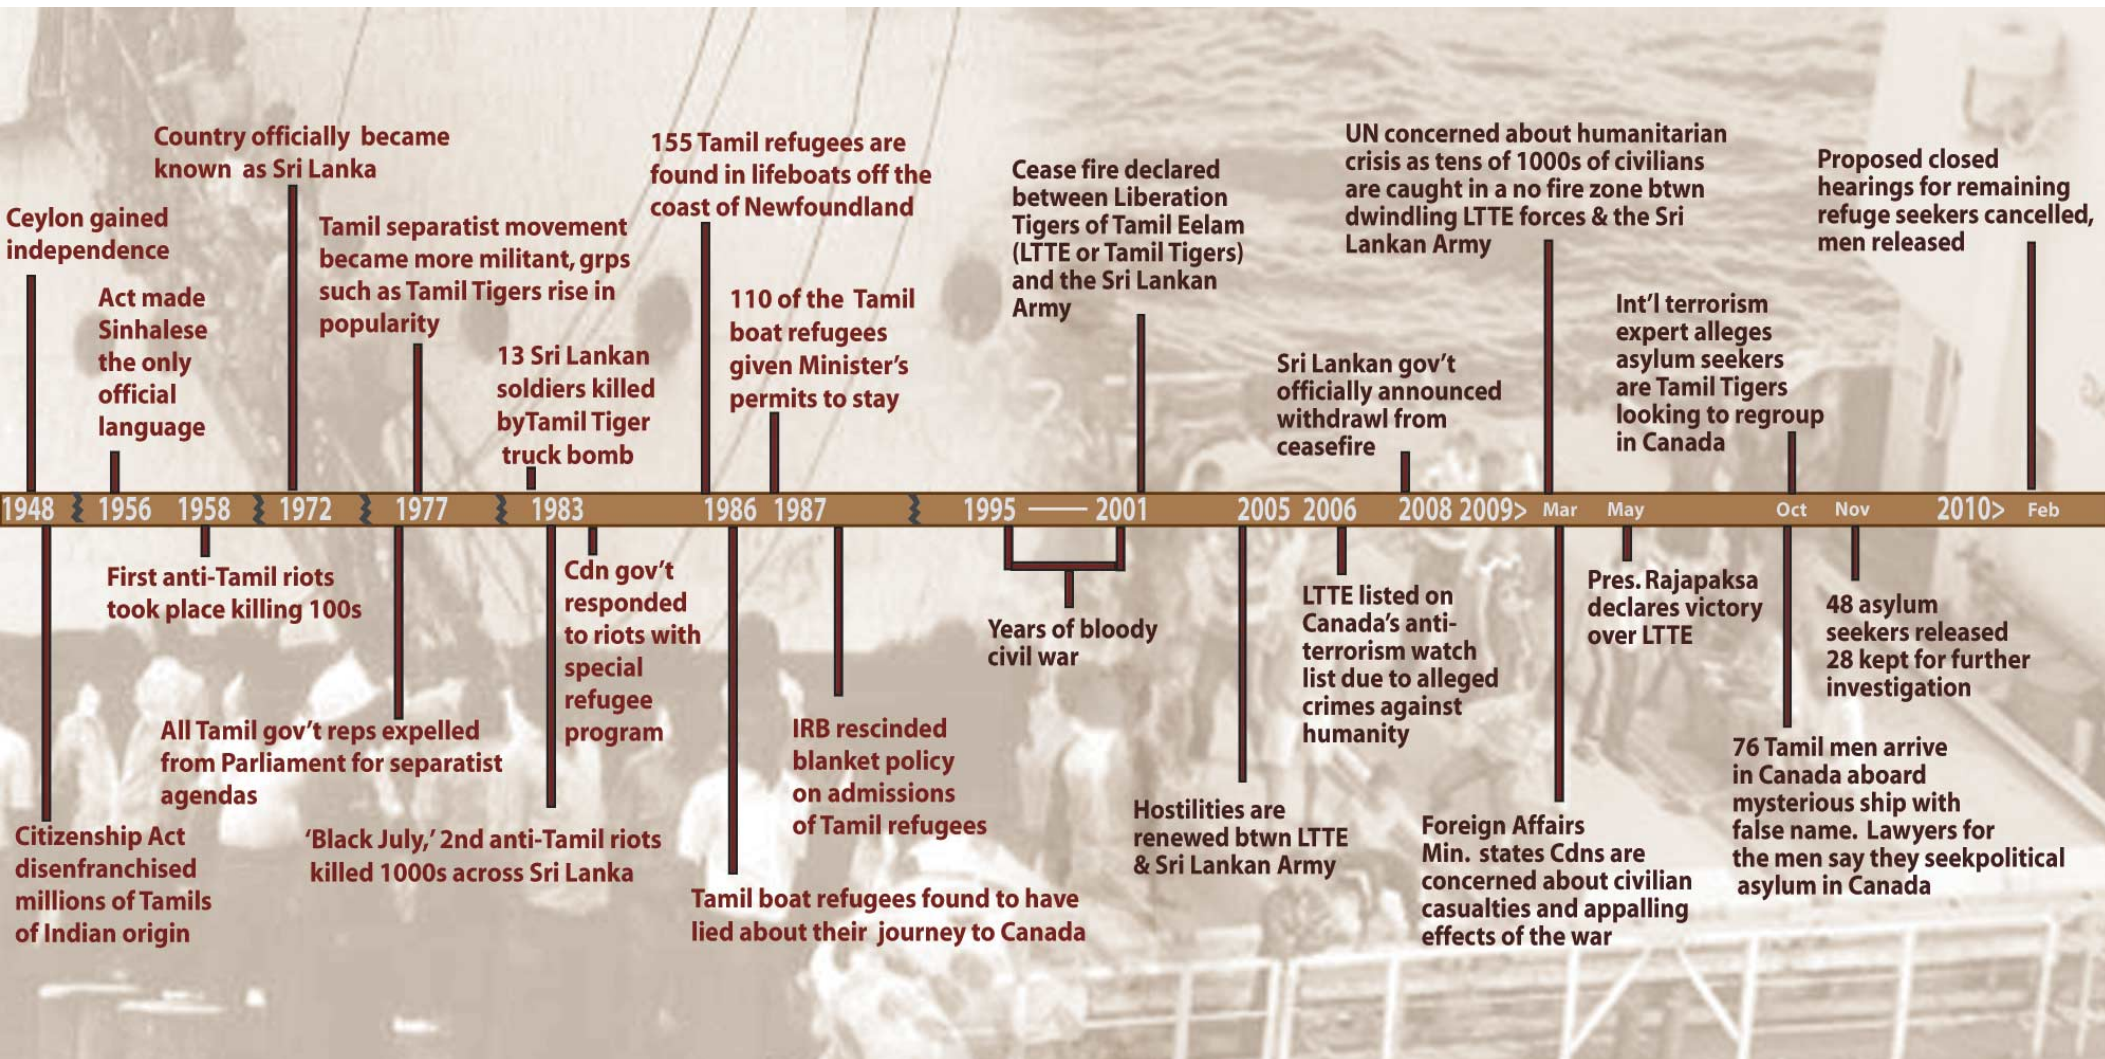 Country officially became
known as Sri Lanka
Ceylon gained
independence
Act made
Sinhalese
the only
official
language
Tamil separatist movement
became more militant, grps
such as Tamil Tigers rise in
popularity
13 Sri Lankan
soldiers killed
byTamil Tiger
truck bomb
155 Tamil refugees are
found in lifeboats off the
coast of Newfoundland
110 of the Tamil
boat refugees
given Minister's
permits to stay
Cease fire declared
between Liberation
Tigers of Tamil Eelam
(LTTE or Tamil Tigers)
and the Sri Lankan
Army
Sri Lankan gov't
officially announced
withdrawl from
ceasefire
UN concerned about humanitarian
crisis as tens of 1000s of civilians
are caught in a no fire zone btwn
dwindling LTTE forces & the Sri
Lankan Army
Int'l terrorism
expert alleges
asylum seekers
are Tamil Tigers
looking to regroup
in Canada
Proposed closed
hearings for remaining
refuge seekers cancelled,
men released
1948 1956 1958 1972 1977 1983 1986 1987 1995 — 2001 2005 2006 2008 2009> Mar May Oct Nov 2010> Feb
Citizenship Act
disenfranchised
millions of Tamils
of Indian origin
First anti-Tamil riots
took place killing 100s
All Tamil gov't reps expelled
from Parliament for separatist
agendas
'Black July,' 2nd anti-Tamil riots
killed 1000s across Sri Lanka
Cdn gov't
responded
to riots with
special
refugee
program
Tamil boat refugees found to have
lied about their journey to Canada
IRB rescinded
blanket policy
on admissions
of Tamil refugees
Years of bloody
civil war
Hostilities are
renewed btwn LTTE
& Sri Lankan Army
LTTE listed on
Canada's anti-
terrorism watch
list due to alleged
crimes against
humanity
Foreign Affairs
Min. states Cdns are
concerned about civilian
casualties and appalling
effects of the war
Pres. Rajapaksa
declares victory
over LTTE
76 Tamil men arrive
in Canada aboard
mysterious ship with
false name. Lawyers for
the men say they seekpolitical
asylum in Canada
48 asylum
seekers released
28 kept for further
investigation